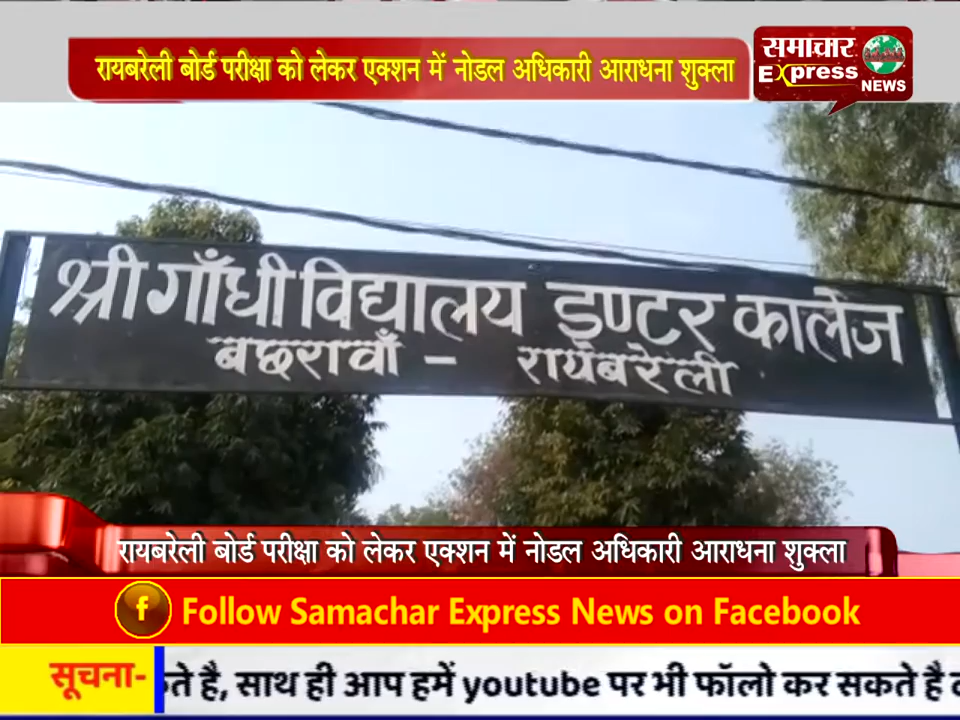 रायबरेली बोर्ड परीक्षा को लेकर एक्शन में नोडल अधिकारी आराधना शुक्ला
समाचार
Express
NEWS
श्री गाँधी विद्यालय इण्टर कालेज
बछरावाँ - रायबरेली
रायबरेली बोर्ड परीक्षा को लेकर एक्शन में नोडल अधिकारी आराधना शुक्ला
f Follow Samachar Express News on Facebook
सूचना- ते है, साथ ही आप हमें youtube पर भी फॉलो कर सकते है